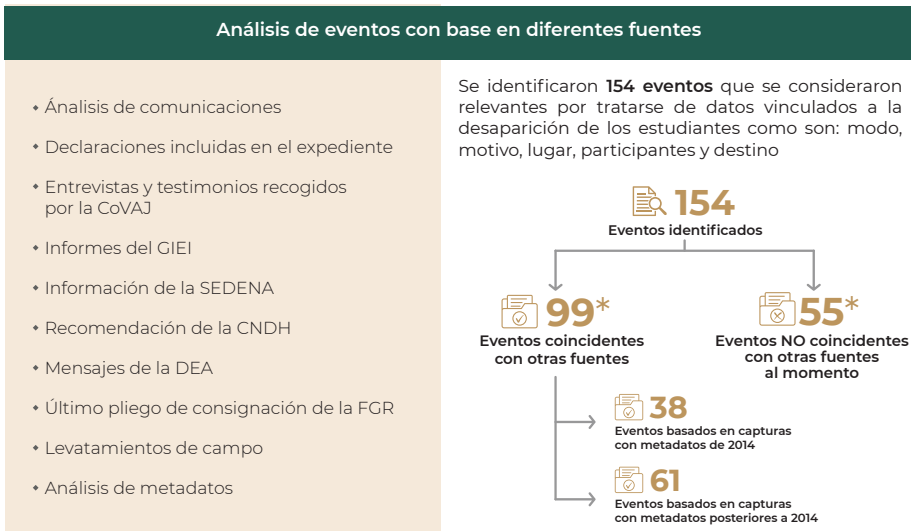 Análisis de eventos con base en diferentes fuentes
• Ánalisis de comunicaciones
• Declaraciones incluidas en el expediente
• Entrevistas y testimonios recogidos
por la CoVAJ
• Informes del GIEI
• Información de la SEDENA
• Recomendación de la CNDH
• Mensajes de la DEA
• Último pliego de consignación de la FGR
• Levatamientos de campo
• Análisis de metadatos
Se identificaron 154 eventos que se consideraron
relevantes por tratarse de datos vinculados a la
desaparición de los estudiantes como son: modo,
motivo, lugar, participantes y destino
154
Eventos identificados
99*
Eventos coincidentes
con otras fuentes
55*
Eventos NO coincidentes
con otras fuentes
al momento
38
Eventos basados en capturas
con metadatos de 2014
61
Eventos basados en capturas
con metadatos posteriores a 2014